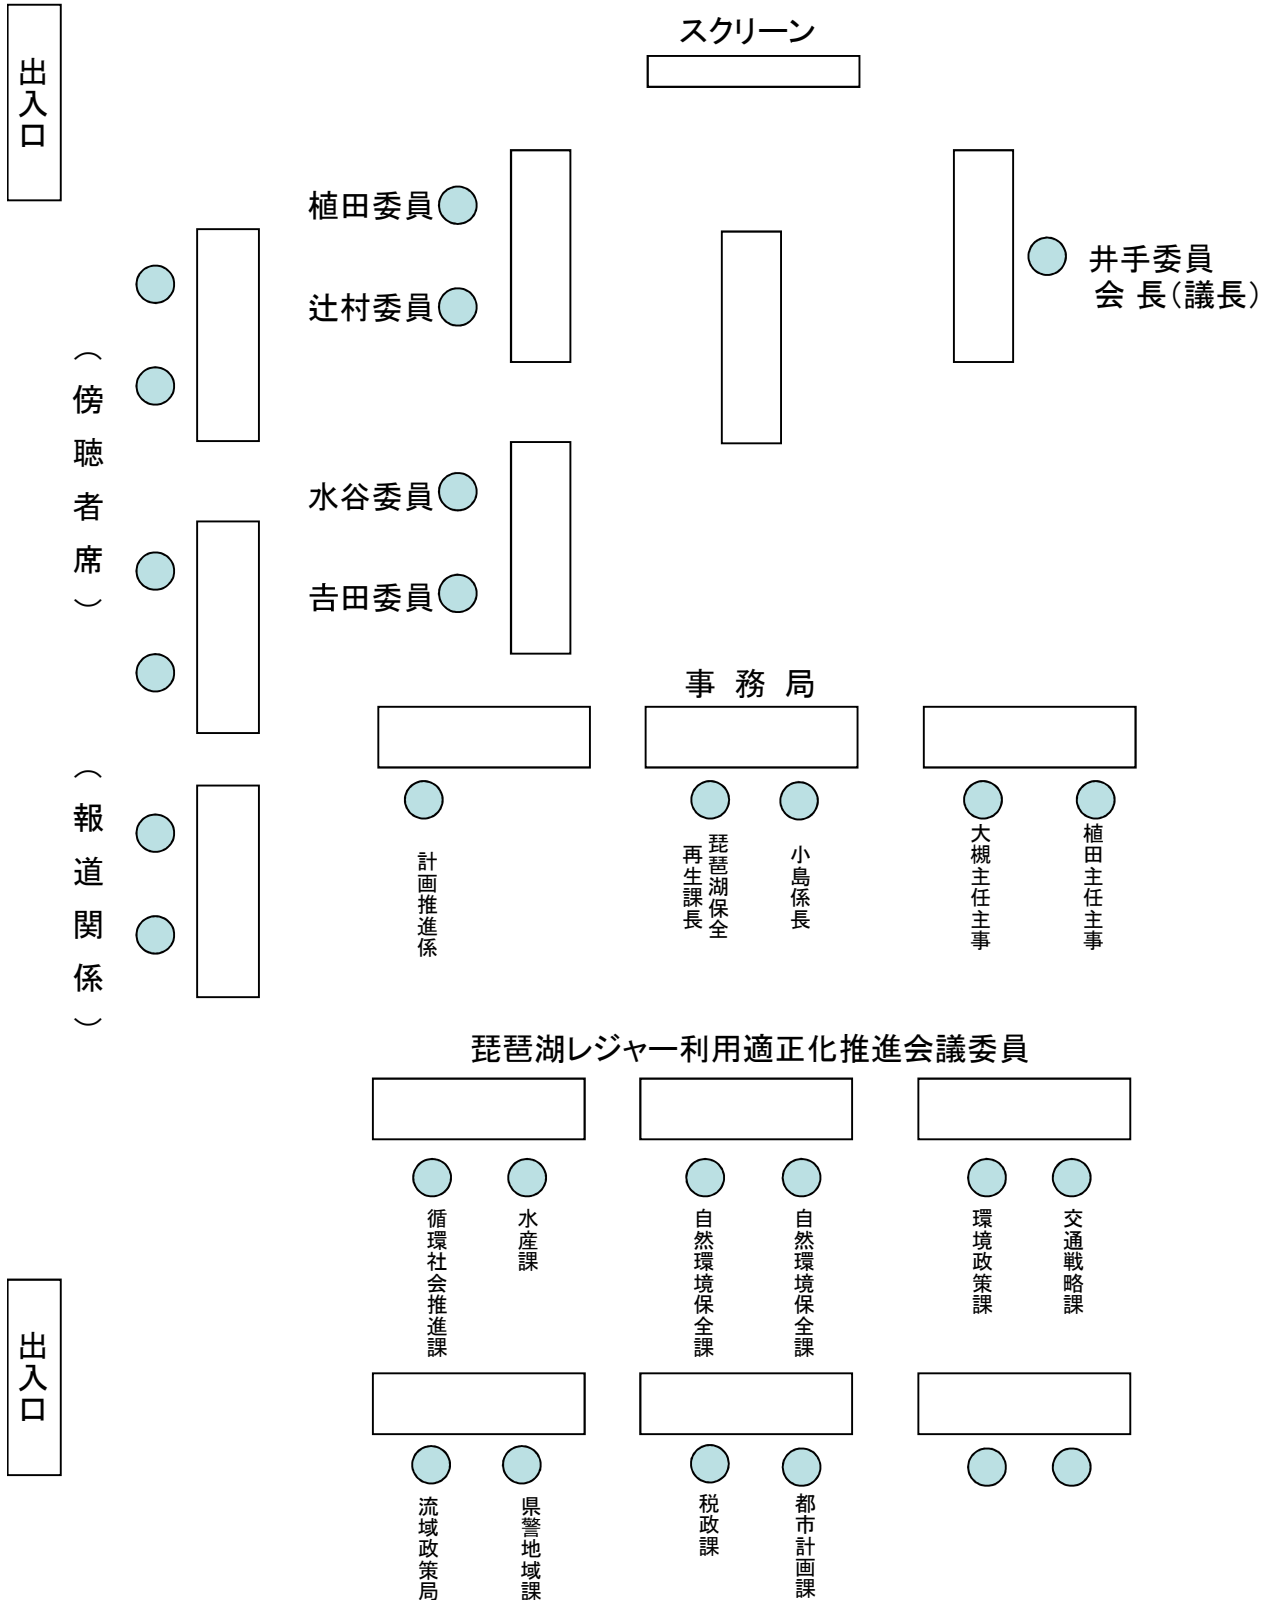 スクリーン
出入口
植田委員
辻村委員
井手委員
会 長(議長)
(傍聴者席)
水谷委員
𠮷田委員
事 務 局
計画推進係
琵琶湖保全
再生課長
小島係長
大槻主任主事
植田主任主事
(報道関係)
琵琶湖レジャー利用適正化推進会議委員
循環社会推進課
水産課
自然環境保全課
自然環境保全課
環境政策課
交通戦略課
出入口
流域政策局
県警地域課
税政課
都市計画課